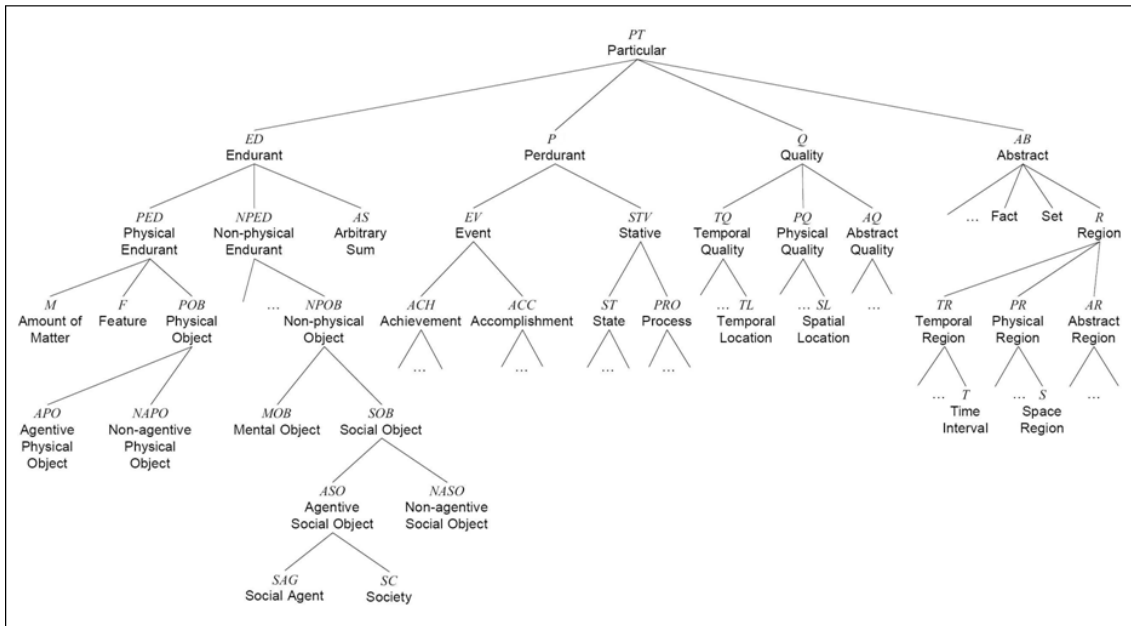 PT
Particular
ED
Endurant
P
Perdurant
Q
Quality
AB
Abstract
PED
Physical
Endurant
NPED
Non-physical
Endurant
AS
Arbitrary
Sum
EV
Event
STV
Stative
TQ
Temporal
Quality
PQ
Physical
Quality
AQ
Abstract
Quality
...
Fact
Set
R
Region
M
Amount of
Matter
F
Feature
POB
Physical
Object
...
NPOB
Non-physical
Object
ACH
Achievement
...
ACC
Accomplishment
...
ST
State
...
PRO
Process
...
... TL
Temporal
Location
... SL
Spatial
Location
...
TR
Temporal
Region
PR
Physical
Region
AR
Abstract
Region
... T
Time
Interval
... S
Space
Region
...
APO
Agentive
Physical
Object
NAPO
Non-agentive
Physical
Object
MOB
Mental Object
SOB
Social Object
ASO
Agentive
Social Object
NASO
Non-agentive
Social Object
SAG
Social Agent
SC
Society